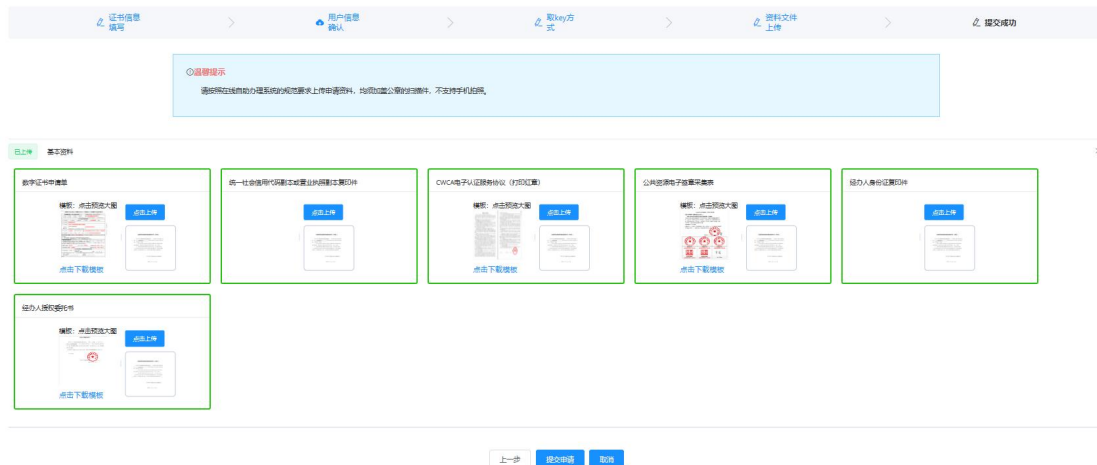 证书信息填写
用户信息确认
取key方式
资料文件上传
提交成功
温馨提示
请按照在线自助办理系统的规范要求上传申请资料，均须加盖公章的扫描件，不支持手机拍照。
已上传 基本资料
数字证书申请单
模板：点击预览大图
点击上传
点击下载模板
统一社会信用代码副本或营业执照副本复印件
点击上传
CWCA电子认证服务协议（打印红章）
模板：点击预览大图
点击上传
点击下载模板
公共资源电子签章采集表
模板：点击预览大图
点击上传
点击下载模板
经办人身份证复印件
点击上传
经办人授权委托书
模板：点击预览大图
点击上传
点击下载模板
上一步 提交申请 取消